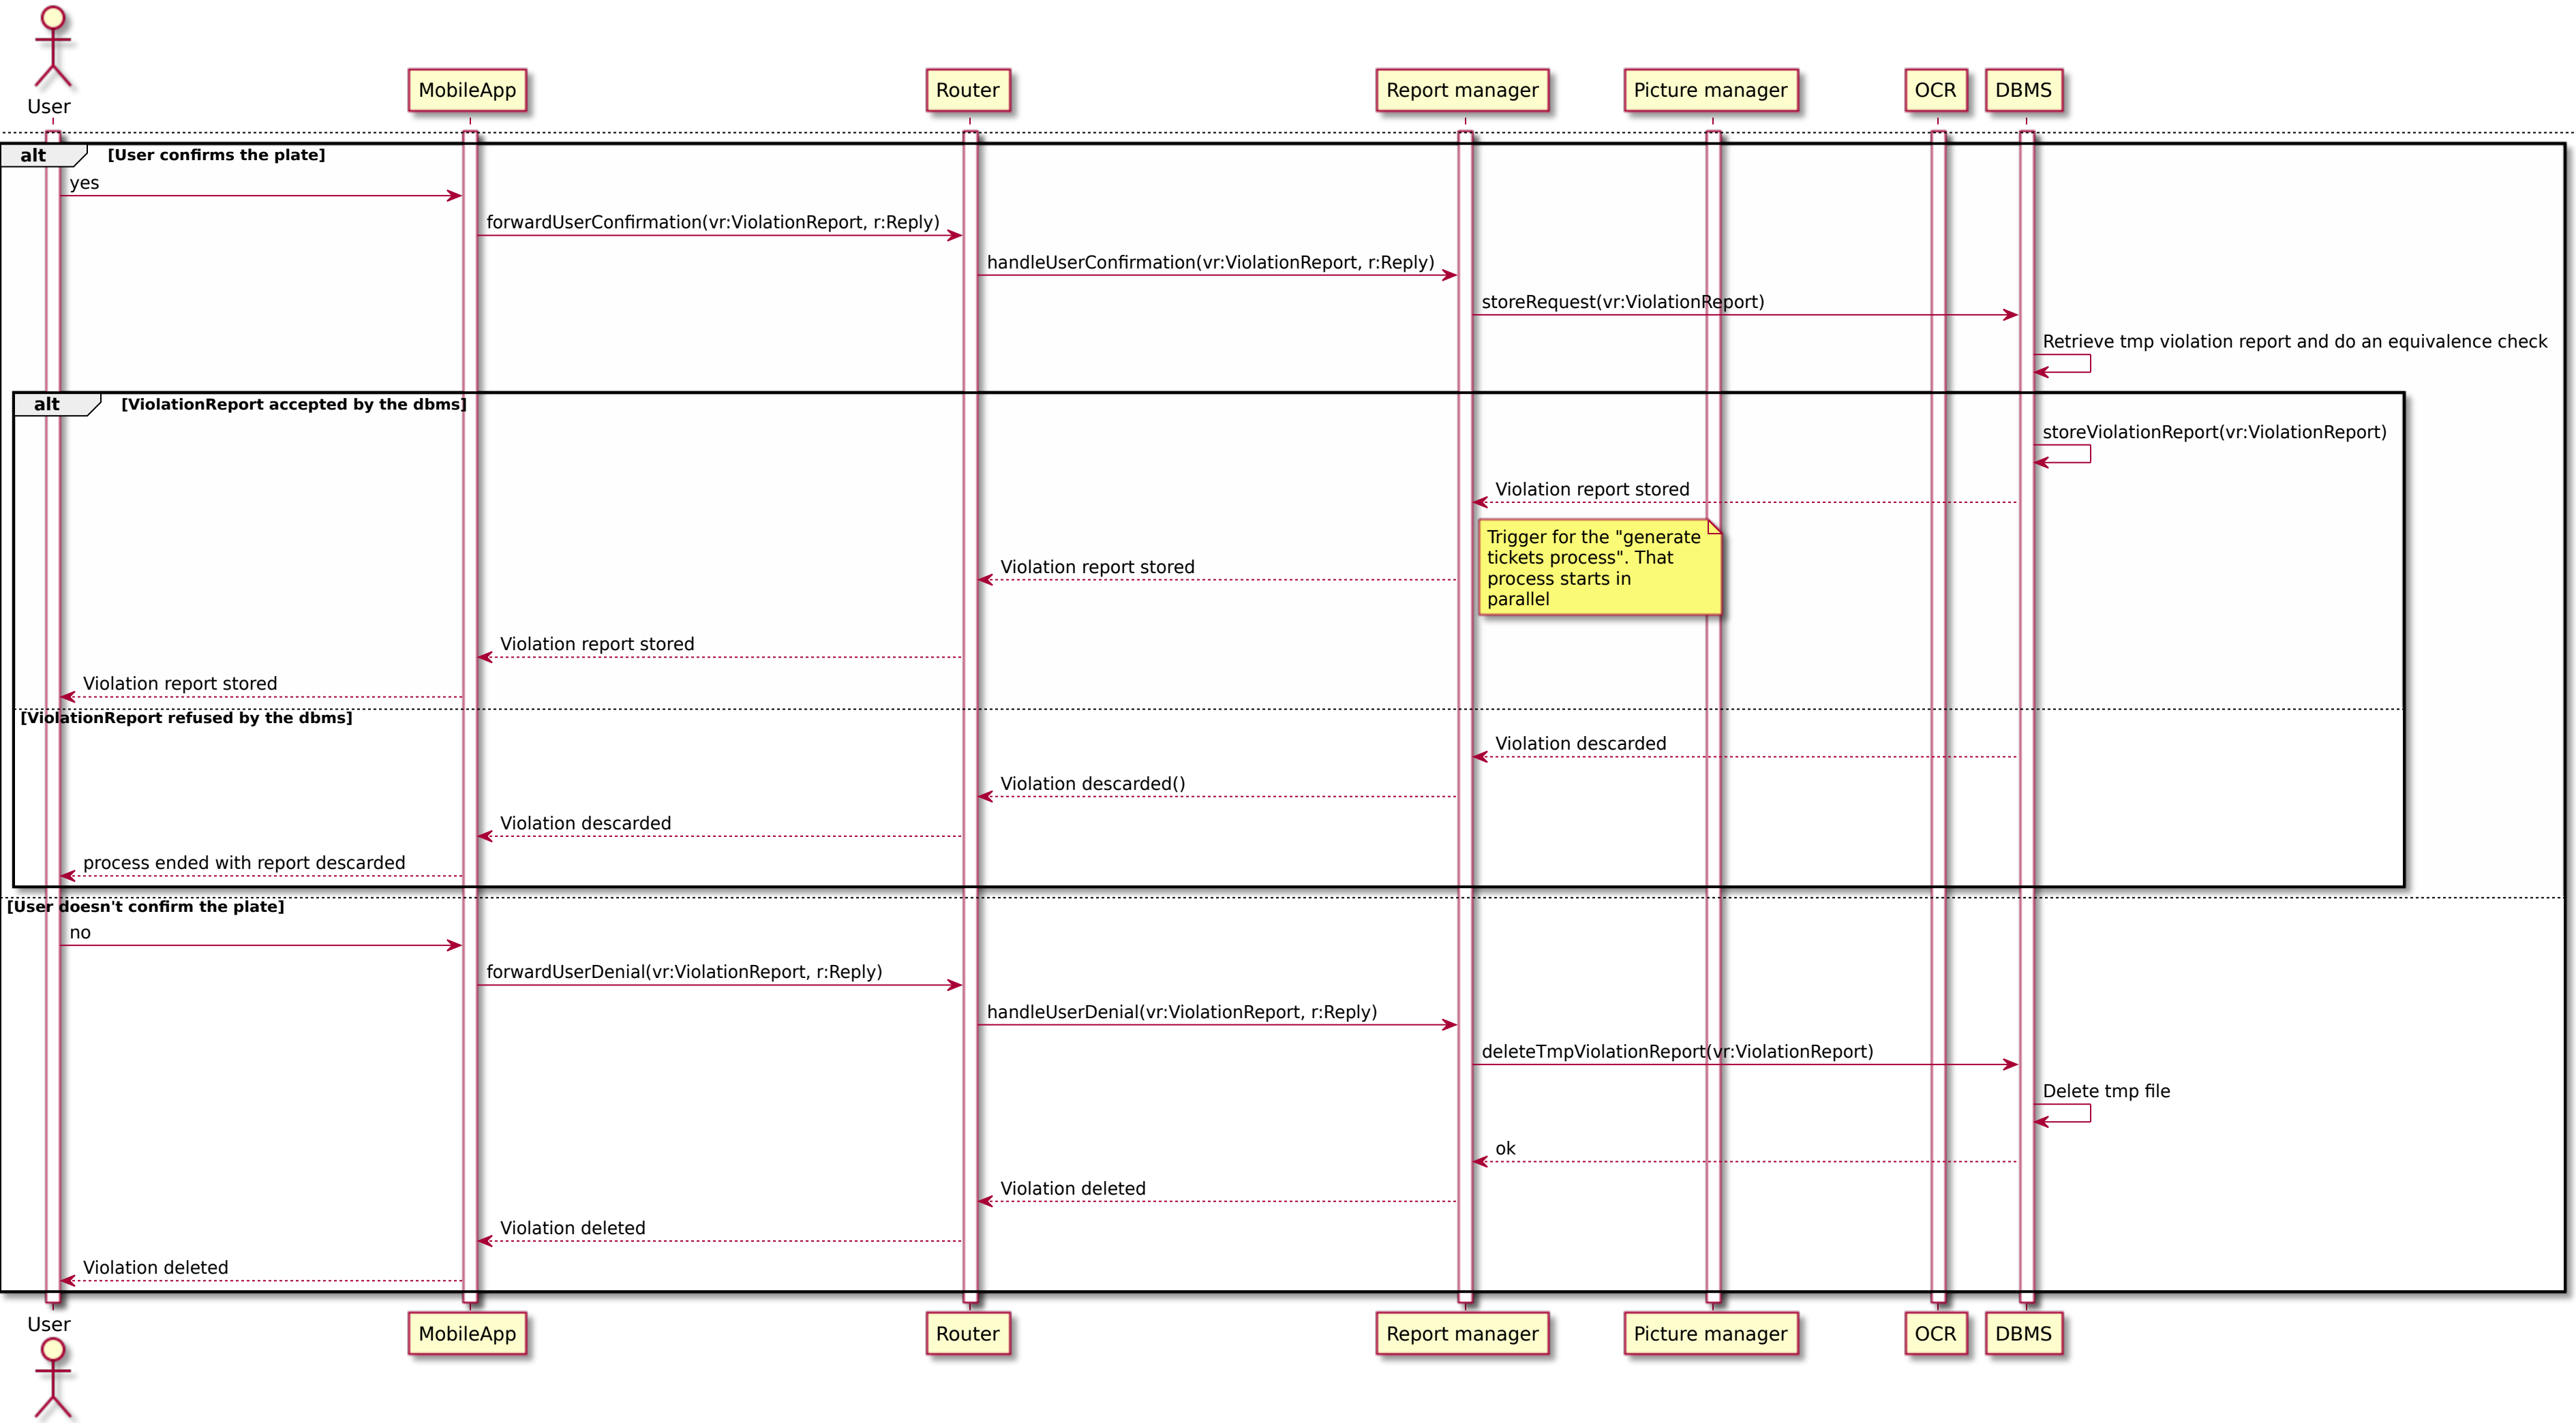 User
MobileApp
Router
Report manager
Picture manager
OCR
DBMS
alt
[User confirms the plate]
yes
forwardUserConfirmation(vr:ViolationReport, r:Reply)
handleUserConfirmation(vr:ViolationReport, r:Reply)
storeRequest(vr:ViolationReport)
Retrieve tmp violation report and do an equivalence check
alt
[ViolationReport accepted by the dbms]
storeViolationReport(vr:ViolationReport)
Violation report stored
Trigger for the "generate
tickets process". That
process starts in
parallel
Violation report stored
Violation report stored
Violation report stored
[ViolationReport refused by the dbms]
Violation descarded
Violation descarded()
Violation descarded
process ended with report descarded
[User doesn't confirm the plate]
no
forwardUserDenial(vr:ViolationReport, r:Reply)
handleUserDenial(vr:ViolationReport, r:Reply)
deleteTmpViolationReport(vr:ViolationReport)
Delete tmp file
ok
Violation deleted
Violation deleted
Violation deleted
User
MobileApp
Router
Report manager
Picture manager
OCR
DBMS